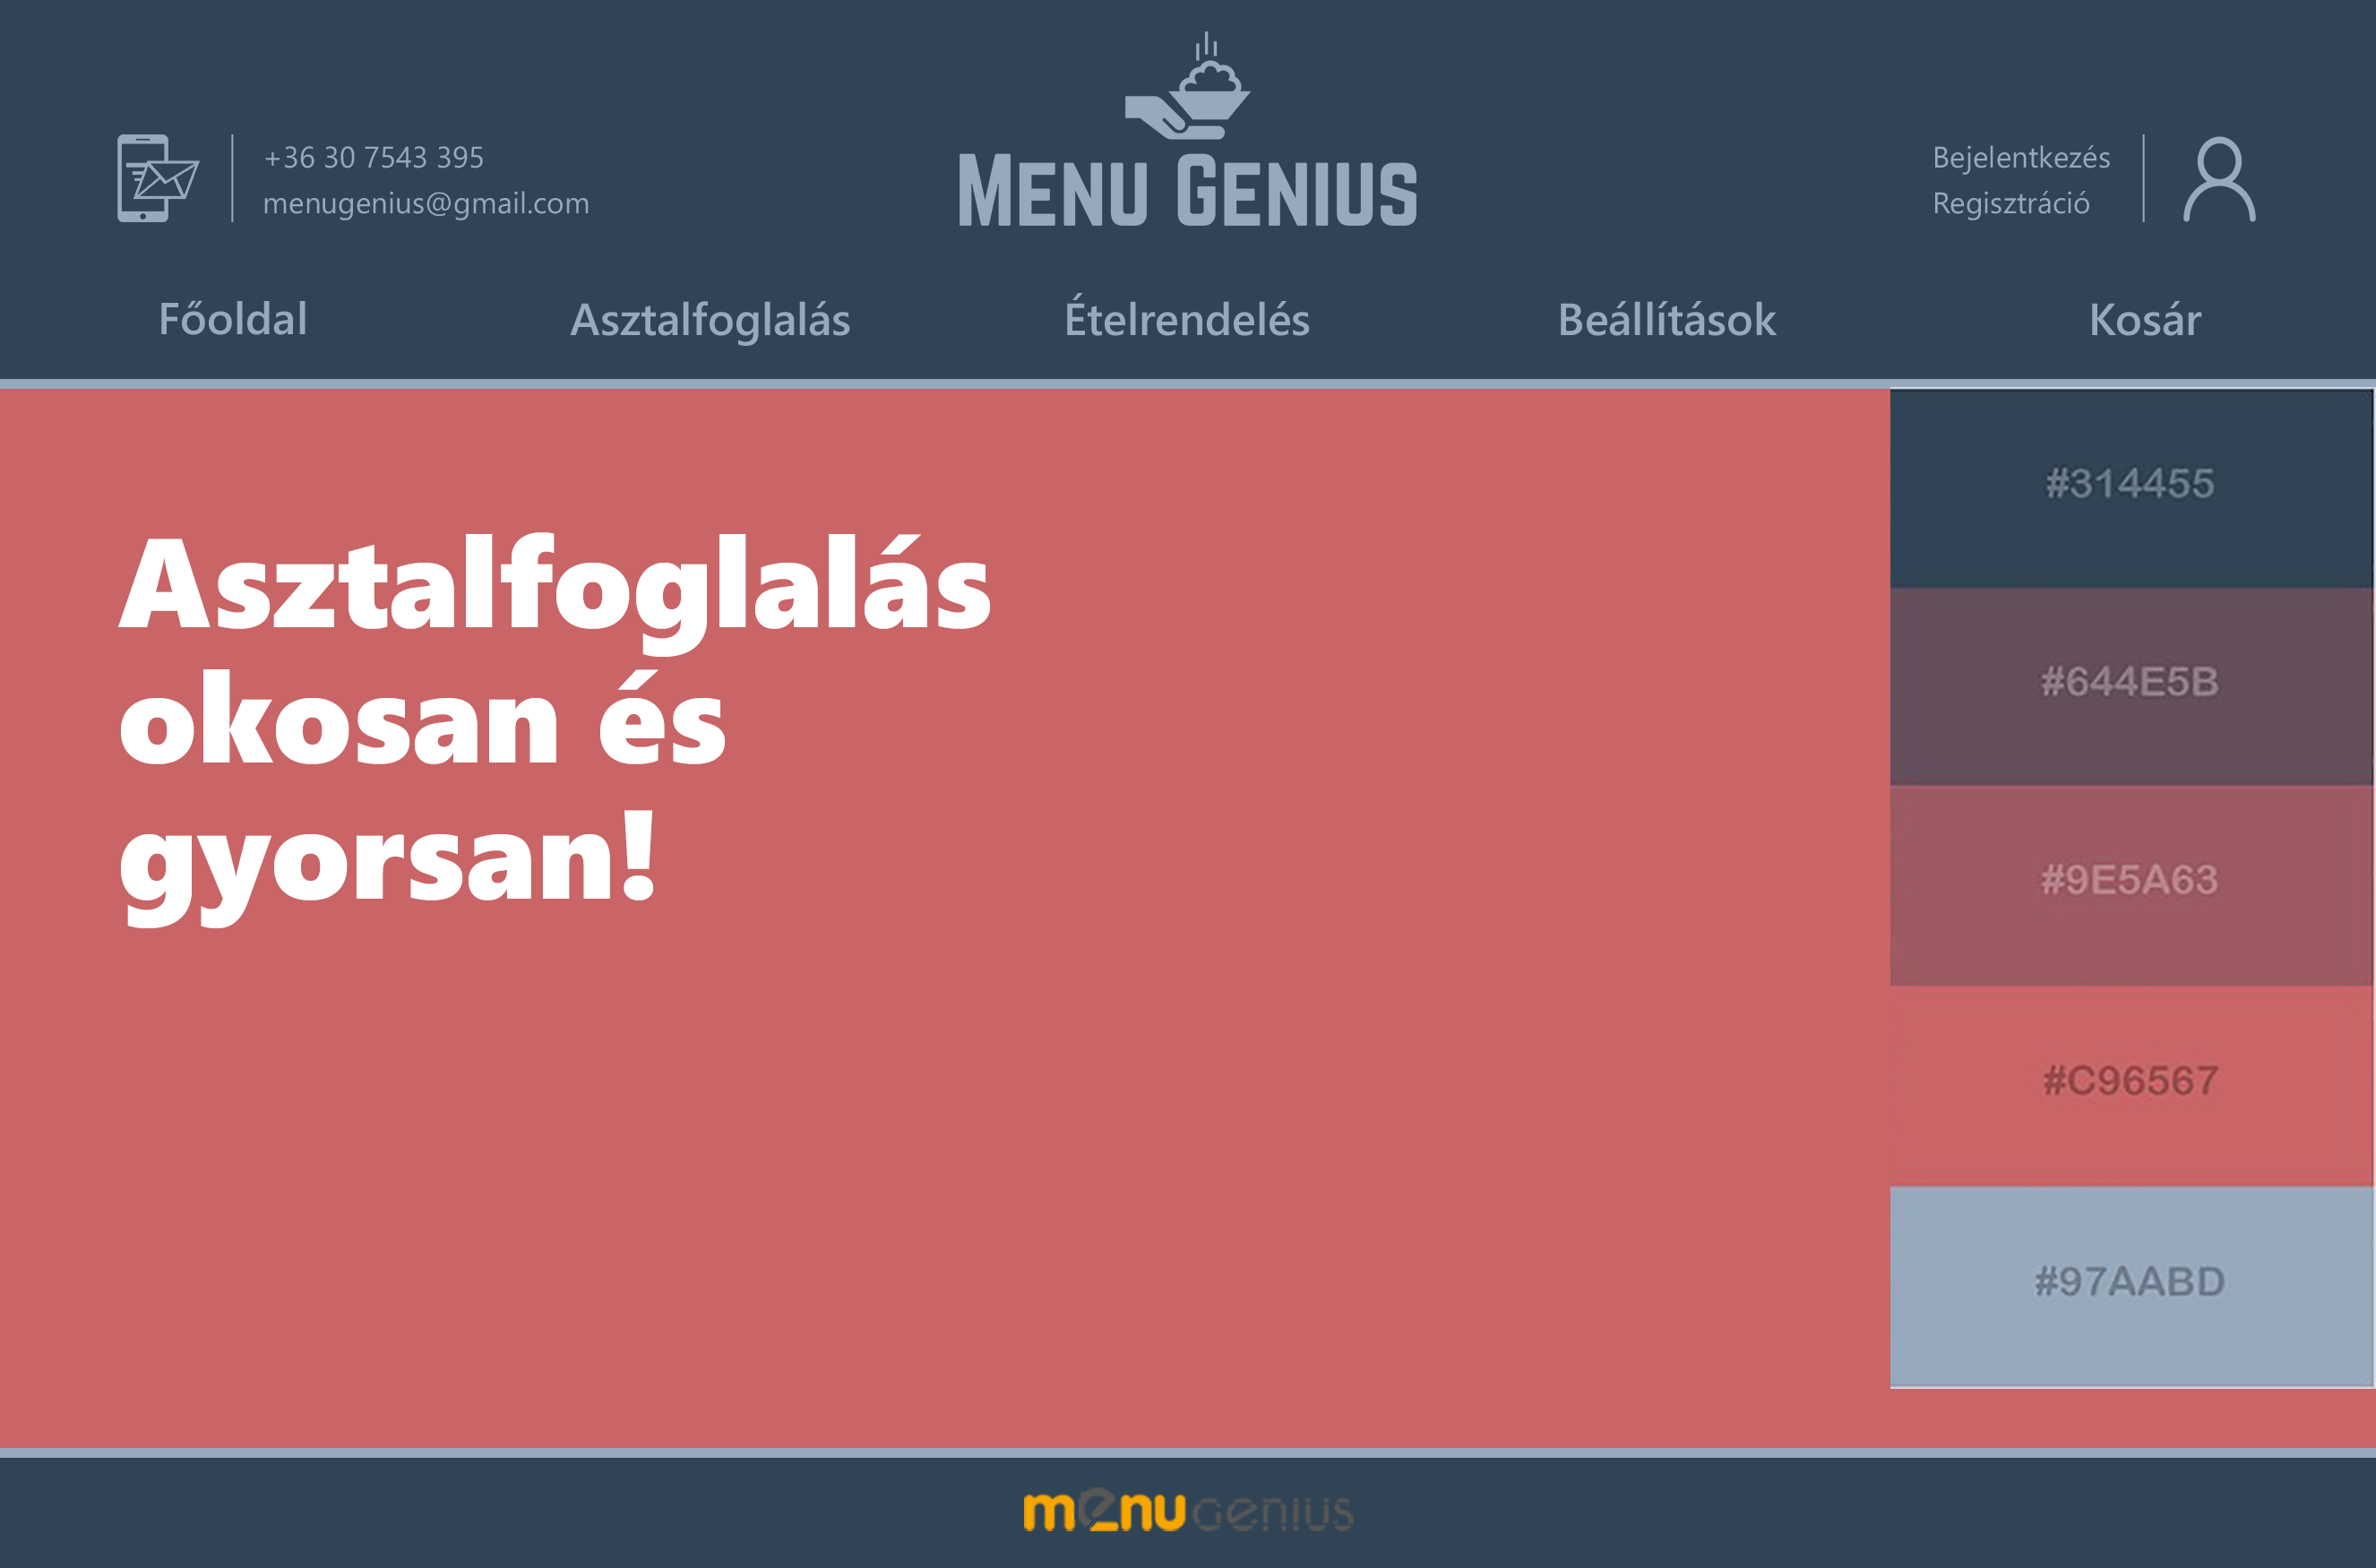 +36 30 7543 395
menugenius@gmail.com
MENU GENIUS
Bejelentkezés
Regisztráció
Főoldal
Asztalfoglalás
Ételrendelés
Beállítások
Kosár
Asztalfoglalás
okosan és
gyorsan!
#314455
#644E5B
#9E5A63
#C96567
#97AABD
menu genius